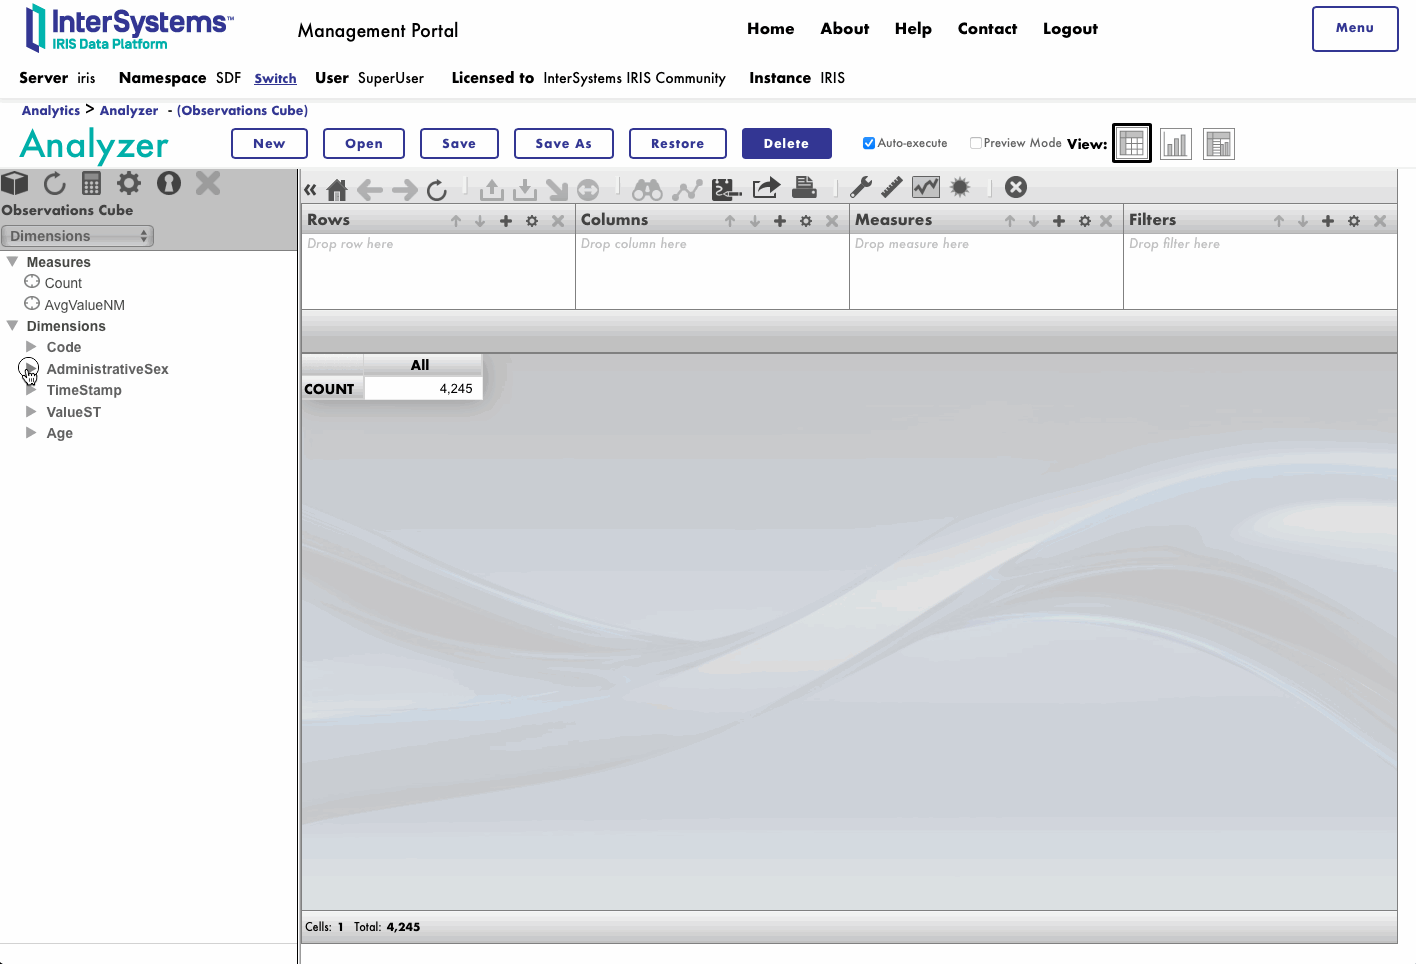 InterSystems™
IRIS Data Platform
Management Portal
Home About Help Contact Logout
Menu
Server iris Namespace SDF Switch User SuperUser Licensed to InterSystems IRIS Community Instance IRIS
Analytics > Analyzer - (Observations Cube)
Analyzer
New Open Save Save As Restore Delete
Auto-execute Preview Mode View:
Observations Cube
Dimensions
Measures
Count
AvgValueNM
Dimensions
Code
AdministrativeSex
TimeStamp
ValueST
Age
Rows Columns Measures Filters
Drop row here Drop column here Drop measure here Drop filter here
All
COUNT 4,245
Cells: 1 Total: 4,245